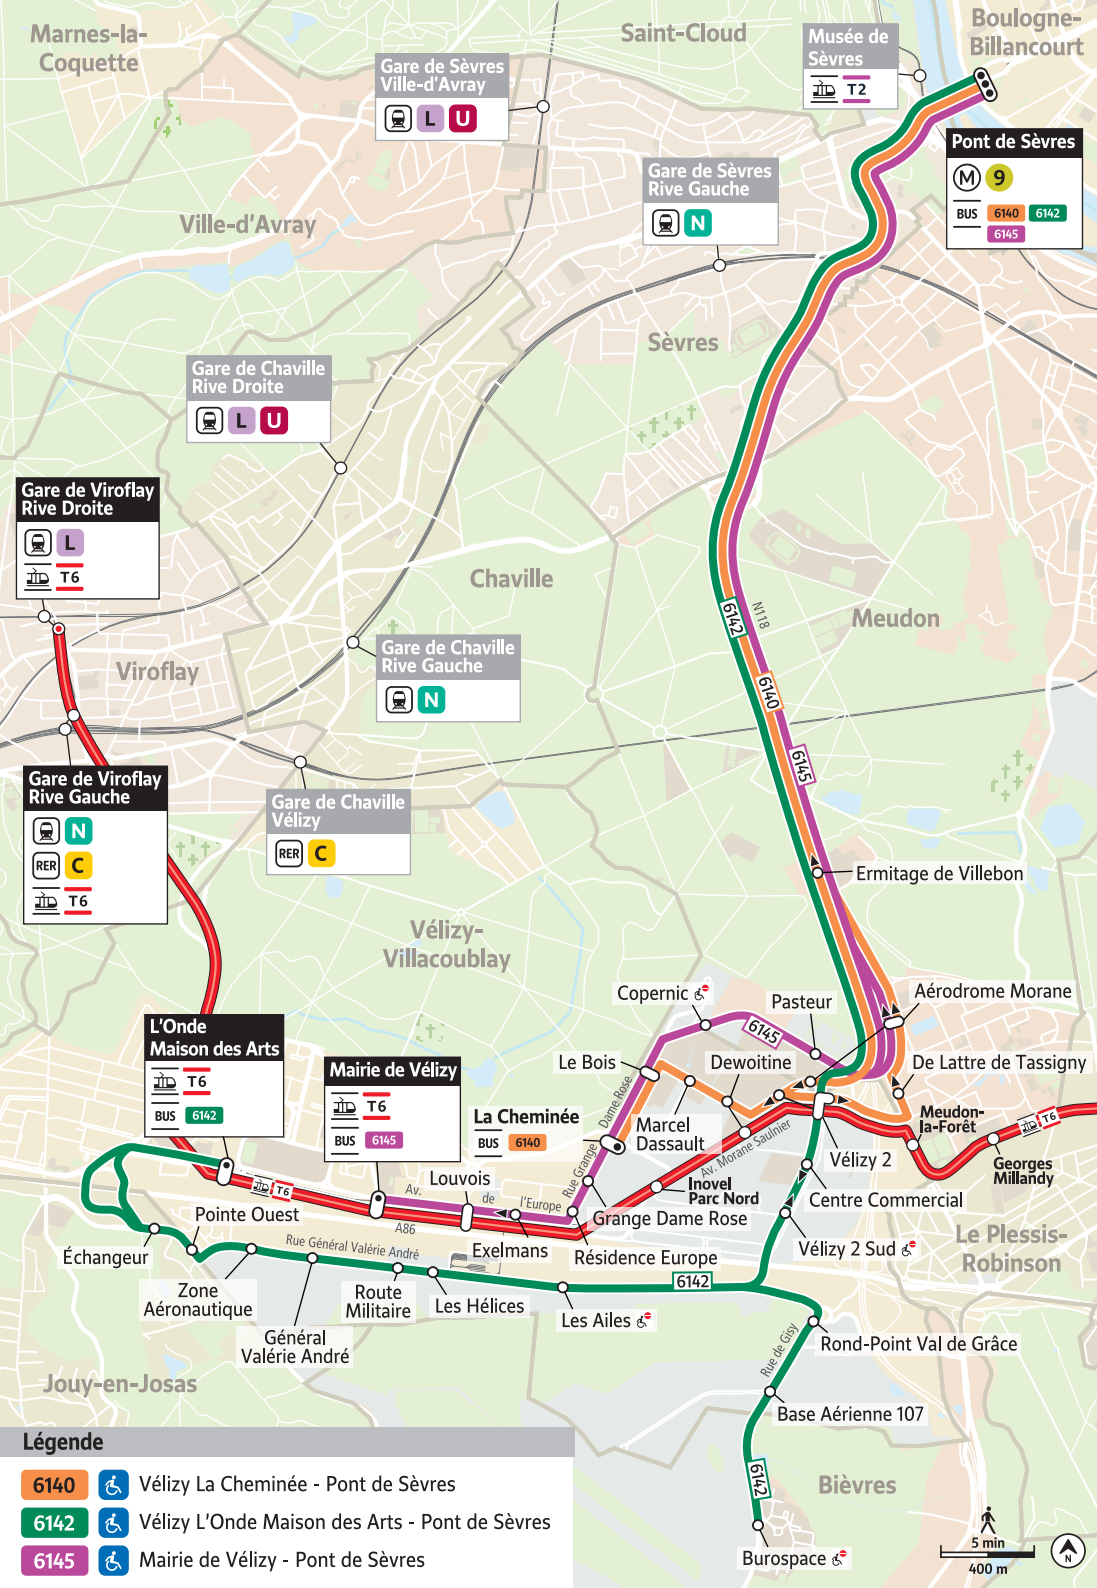 Marnes-la-
Coquette
Saint-Cloud
Boulogne-
Billancourt
Musée de
Sèvres
T2
Gare de Sèvres
Ville-d'Avray
L U
Pont de Sèvres
M 9
BUS 6140 6142
6145
Gare de Sèvres
Rive Gauche
N
Ville-d'Avray
Sèvres
Gare de Chaville
Rive Droite
L U
Gare de Viroflay
Rive Droite
L
T6
Chaville
Meudon
6142
N118
6140
6145
Viroflay
Gare de Chaville
Rive Gauche
N
Gare de Viroflay
Rive Gauche
N
RER C
T6
Gare de Chaville
Vélizy
RER C
Ermitage de Villebon
Vélizy-
Villacoublay
Copernic
Pasteur
Aérodrome Morane
6145
L'Onde
Maison des Arts
T6
BUS 6142
Mairie de Vélizy
T6
BUS 6145
Le Bois
Dewoitine
De Lattre de Tassigny
La Cheminée
BUS 6140
Rue Grange Dame Rose
Marcel
Dassault
Av. Morane Saulnier
Meudon-
la-Forêt
T6
Vélizy 2
Georges
Millandy
Inovel
Parc Nord
Centre Commercial
T6
Louvois
Av. de l'Europe
A86
Grange Dame Rose
Pointe Ouest
Exelmans
Résidence Europe
Vélizy 2 Sud
Le Plessis-
Robinson
Échangeur
Rue Général Valérie André
Zone
Aéronautique
Route
Militaire
Les Hélices
6142
Les Ailes
Général
Valérie André
Rue de Gisy
Rond-Point Val de Grâce
Jouy-en-Josas
Base Aérienne 107
6142
Bièvres
Burospace
Légende
6140 Vélizy La Cheminée - Pont de Sèvres
6142 Vélizy L'Onde Maison des Arts - Pont de Sèvres
6145 Mairie de Vélizy - Pont de Sèvres
5 min
400 m
N